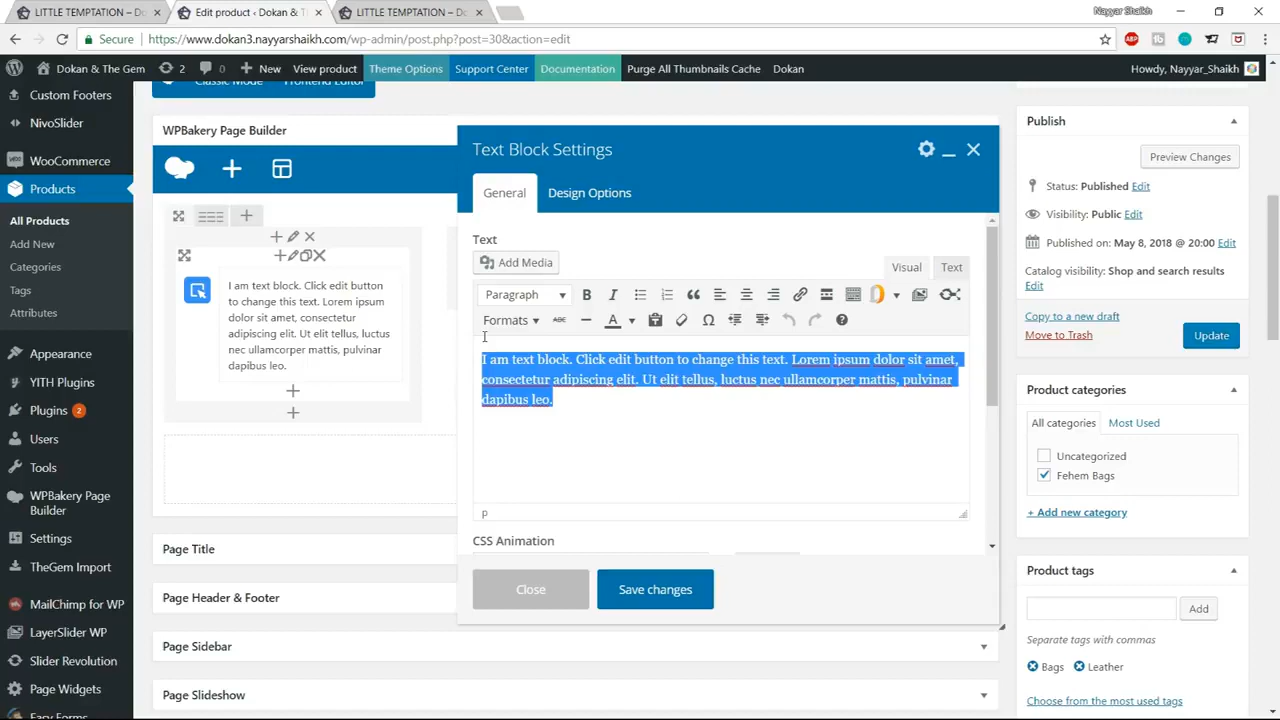 LITTLE TEMPTATION – Do
Edit product ‹ Dokan & T
LITTLE TEMPTATION – Do
Nayyar Shaikh
Secure
https://www.dokan3.nayyarshaikh.com/wp-admin/post.php?post=30&action=edit
Dokan & The Gem
2
0
New
View product
Theme Options
Support Center
Documentation
Purge All Thumbnails Cache
Dokan
Howdy, Nayyar_Shaikh
Custom Footers
NivoSlider
WooCommerce
Products
All Products
Add New
Categories
Tags
Attributes
Appearance
YITH Plugins
Plugins 2
Users
Tools
WPBakery Page
Builder
Settings
TheGem Import
MailChimp for WP
LayerSlider WP
Slider Revolution
Page Widgets
Easy Forms
Classic Mode
Frontend Editor
WPBakery Page Builder
I am text block. Click edit button
to change this text. Lorem ipsum
dolor sit amet, consectetur
adipiscing elit. Ut elit tellus, luctus
nec ullamcorper mattis, pulvinar
dapibus leo.
Page Title
Page Header & Footer
Page Sidebar
Page Slideshow
Text Block Settings
General
Design Options
Text
Add Media
Visual
Text
Paragraph
B
I
Formats
ABC
A
I am text block. Click edit button to change this text. Lorem ipsum dolor sit amet,
consectetur adipiscing elit. Ut elit tellus, luctus nec ullamcorper mattis, pulvinar
dapibus leo.
p
CSS Animation
Close
Save changes
Publish
Preview Changes
Status: Published Edit
Visibility: Public Edit
Published on: May 8, 2018 @ 20:00 Edit
Catalog visibility: Shop and search results
Edit
Copy to a new draft
Move to Trash
Update
Product categories
All categories
Most Used
Uncategorized
Fehem Bags
+ Add new category
Product tags
Add
Separate tags with commas
Bags
Leather
Choose from the most used tags